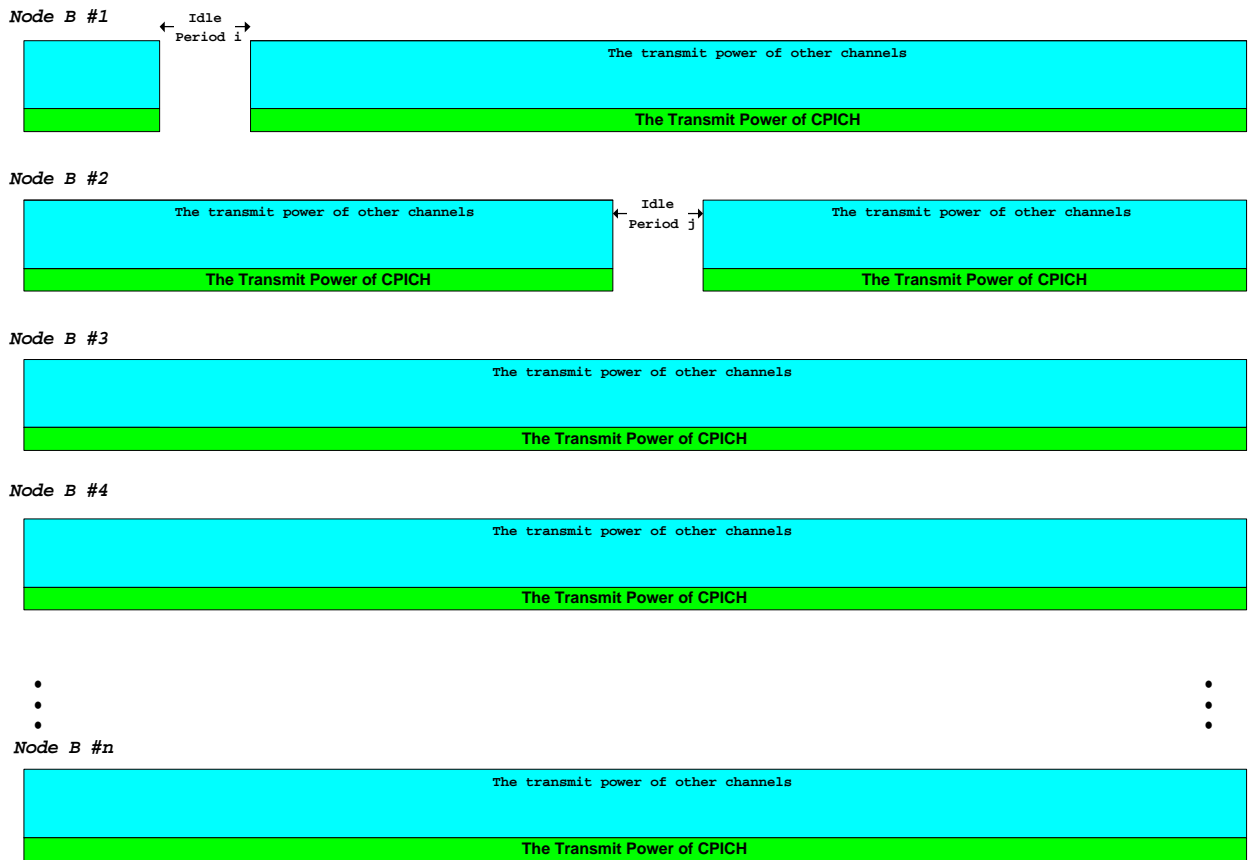 Node B #1
Idle
Period i
The transmit power of other channels
The Transmit Power of CPICH
Node B #2
The transmit power of other channels
Idle
Period j
The transmit power of other channels
The Transmit Power of CPICH
The Transmit Power of CPICH
Node B #3
The transmit power of other channels
The Transmit Power of CPICH
Node B #4
The transmit power of other channels
The Transmit Power of CPICH
Node B #n
The transmit power of other channels
The Transmit Power of CPICH